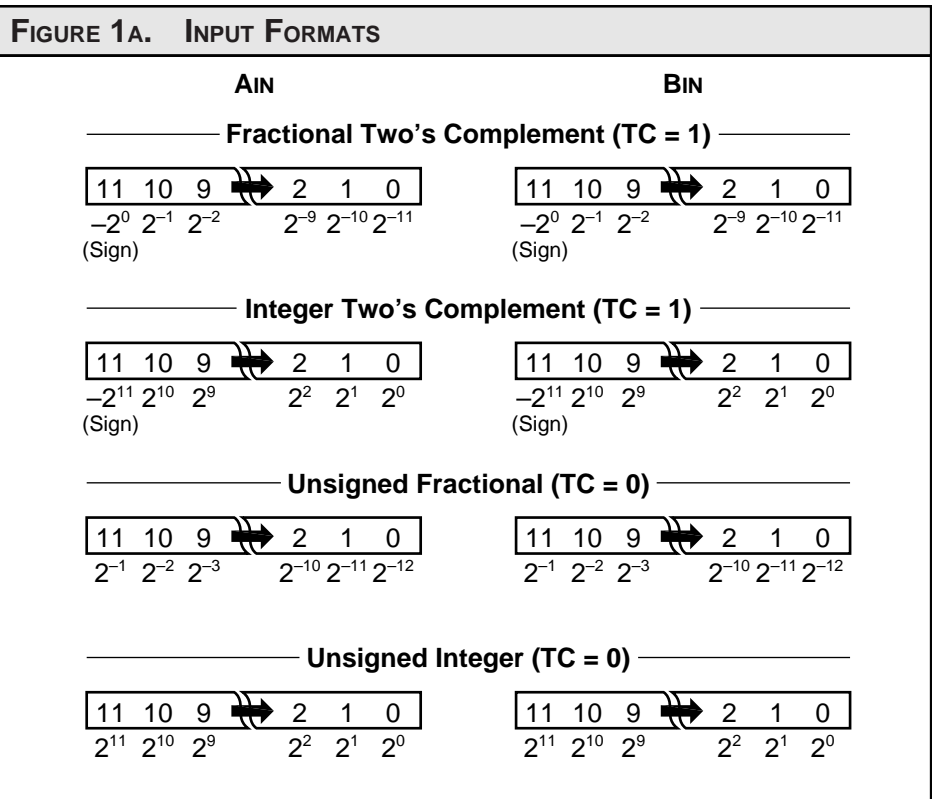 FIGURE 1A. INPUT FORMATS
AIN BIN
Fractional Two's Complement (TC = 1)
11 10 9 2 1 0 11 10 9 2 1 0
–2⁰ 2⁻¹ 2⁻² 2⁻⁹ 2⁻¹⁰ 2⁻¹¹ –2⁰ 2⁻¹ 2⁻² 2⁻⁹ 2⁻¹⁰ 2⁻¹¹
(Sign) (Sign)
Integer Two's Complement (TC = 1)
11 10 9 2 1 0 11 10 9 2 1 0
–2¹¹ 2¹⁰ 2⁹ 2² 2¹ 2⁰ –2¹¹ 2¹⁰ 2⁹ 2² 2¹ 2⁰
(Sign) (Sign)
Unsigned Fractional (TC = 0)
11 10 9 2 1 0 11 10 9 2 1 0
2⁻¹ 2⁻² 2⁻³ 2⁻¹⁰ 2⁻¹¹ 2⁻¹² 2⁻¹ 2⁻² 2⁻³ 2⁻¹⁰ 2⁻¹¹ 2⁻¹²
Unsigned Integer (TC = 0)
11 10 9 2 1 0 11 10 9 2 1 0
2¹¹ 2¹⁰ 2⁹ 2² 2¹ 2⁰ 2¹¹ 2¹⁰ 2⁹ 2² 2¹ 2⁰